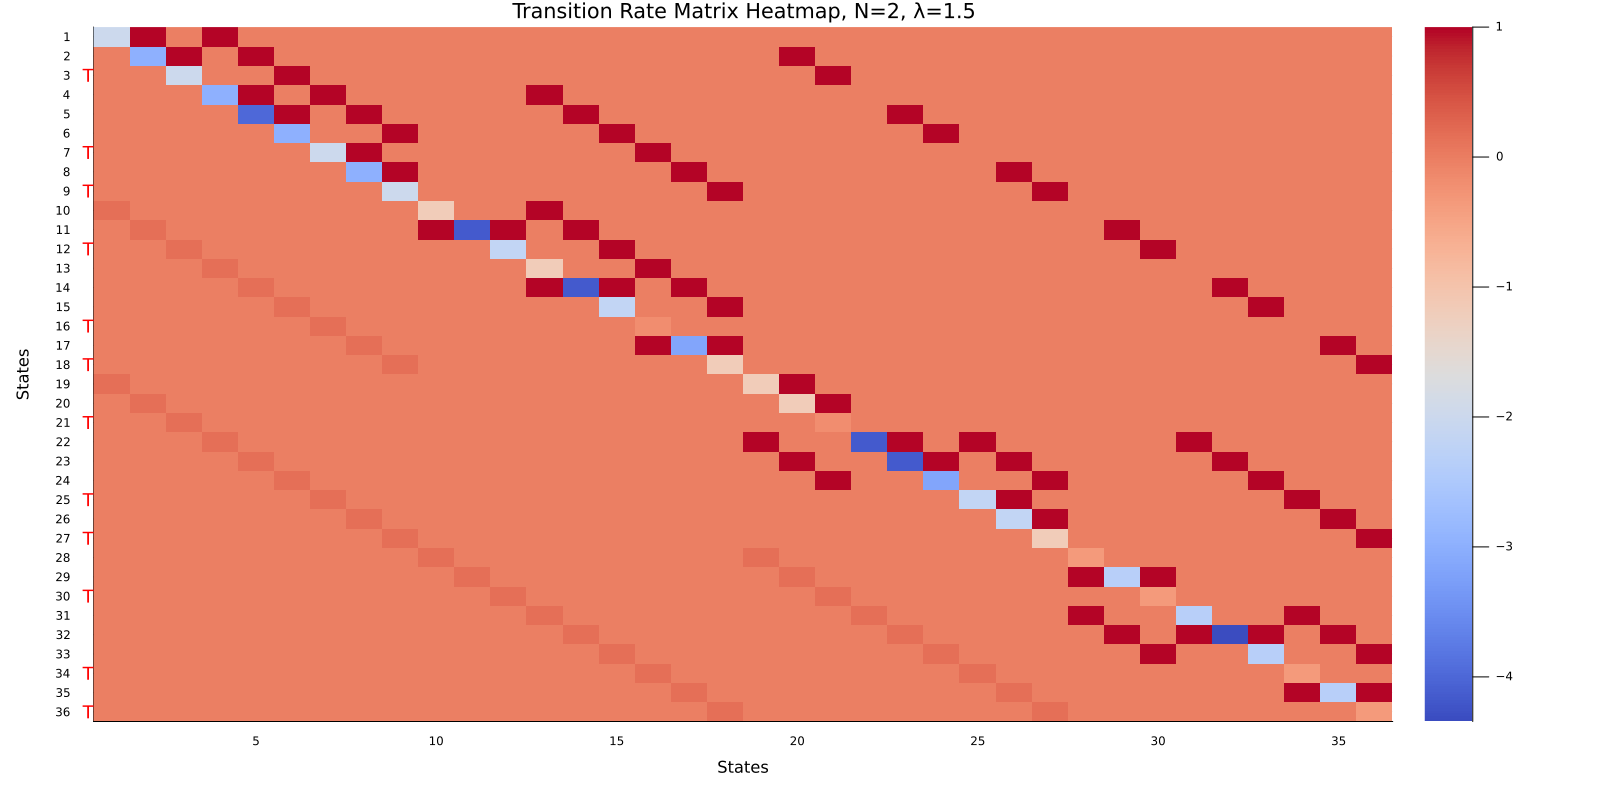 Transition Rate Matrix Heatmap, N=2, λ=1.5
States
1
2
3 T
4
5
6
7 T
8
9 T
10
11
12 T
13
14
15
16 T
17
18 T
19
20
21 T
22
23
24
25 T
26
27 T
28
29
30 T
31
32
33
34 T
35
36 T
5 10 15 20 25 30 35
States
1
0
−1
−2
−3
−4